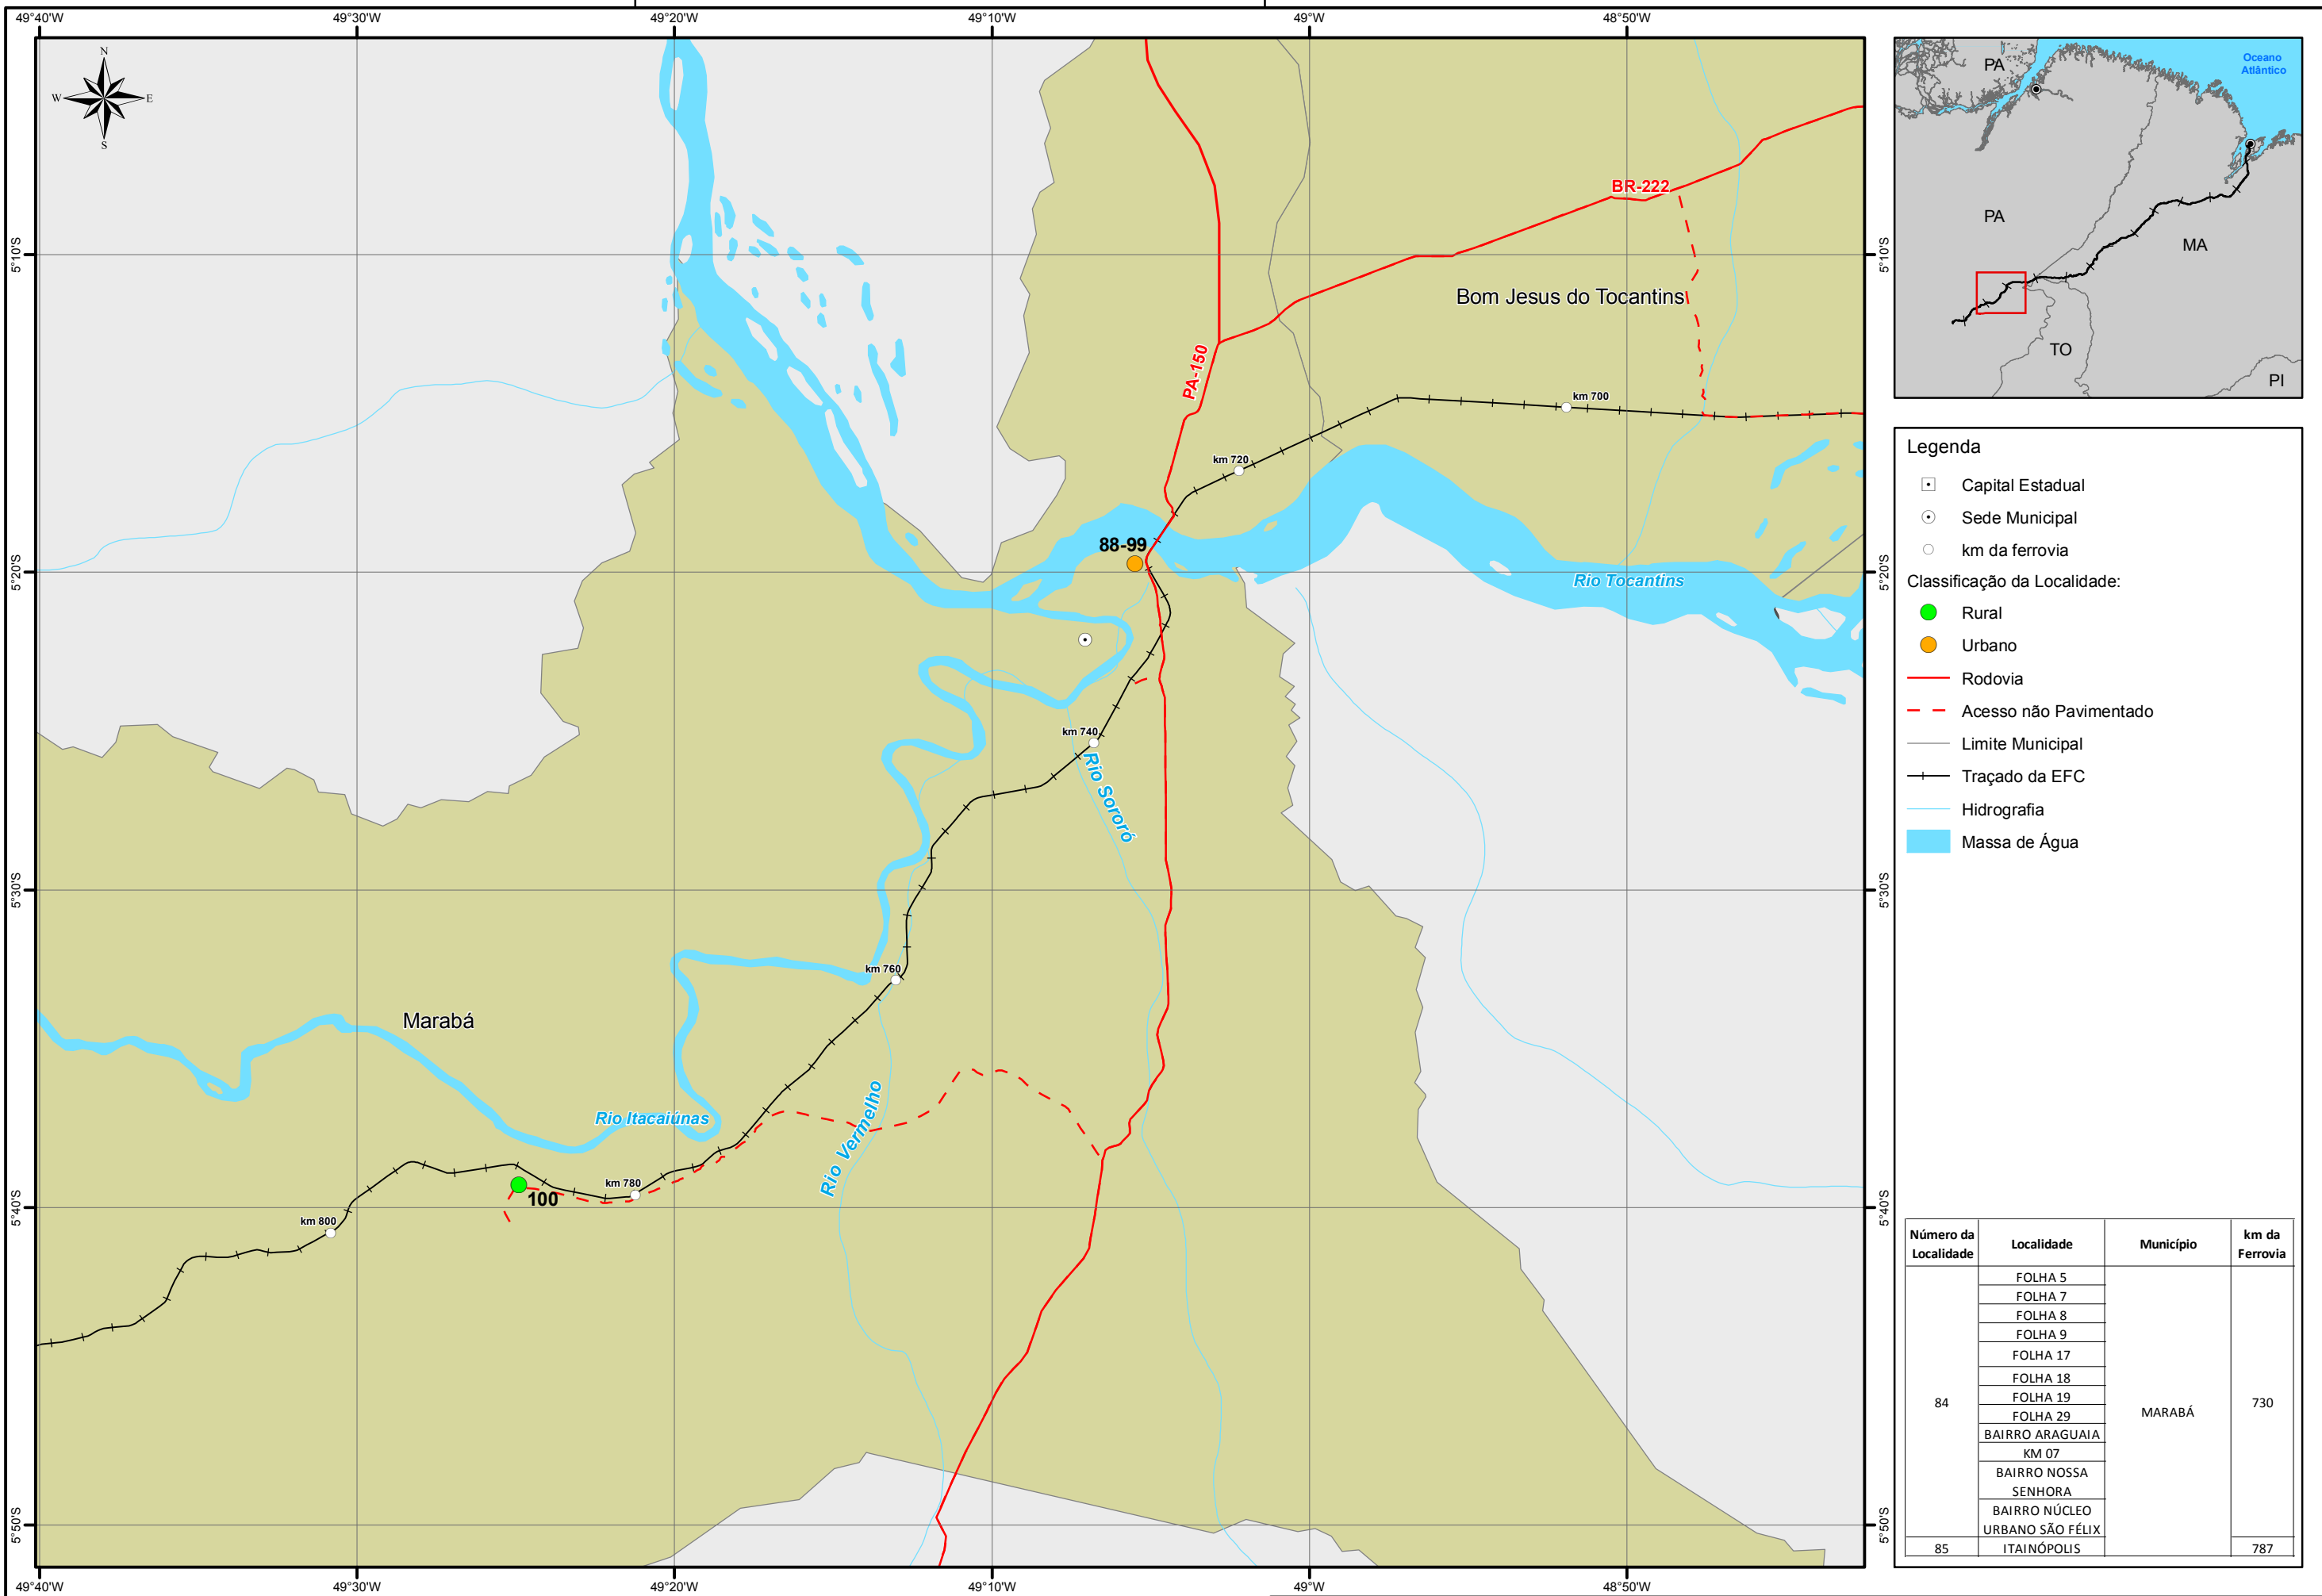 49°40'W 49°30'W 49°20'W 49°10'W 49°W 48°50'W
N
W E
S
5°10'S
5°20'S
5°30'S
5°40'S
5°50'S
BR-222
Bom Jesus do Tocantins
PA-150
km 700
km 720
88-99
Rio Tocantins
km 740
Rio Sororó
km 760
Marabá
Rio Itacaiúnas
Rio Vermelho
km 780
100
km 800
5°10'S
5°20'S
5°30'S
5°40'S
5°50'S
49°40'W 49°30'W 49°20'W 49°10'W 49°W 48°50'W
PA
Oceano
Atlântico
PA
MA
TO
PI
Legenda
Capital Estadual
Sede Municipal
km da ferrovia
Classificação da Localidade:
Rural
Urbano
Rodovia
Acesso não Pavimentado
Limite Municipal
Traçado da EFC
Hidrografia
Massa de Água
Número da Localidade Localidade Município km da Ferrovia
FOLHA 5
FOLHA 7
FOLHA 8
FOLHA 9
FOLHA 17
FOLHA 18
FOLHA 19
84 FOLHA 29 MARABÁ 730
BAIRRO ARAGUAIA
KM 07
BAIRRO NOSSA
SENHORA
BAIRRO NÚCLEO
URBANO SÃO FÉLIX
85 ITAINÓPOLIS 787